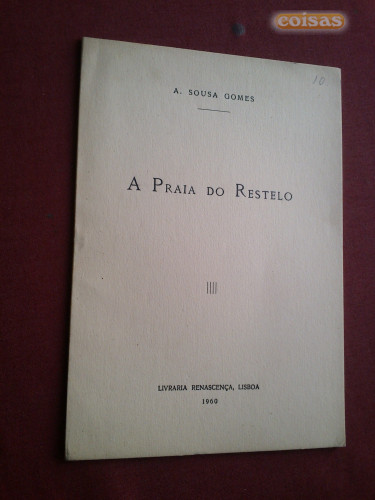 coisas
10
A. SOUSA GOMES
A PRAIA DO RESTELO
LIVRARIA RENASCENÇA, LISBOA
1960